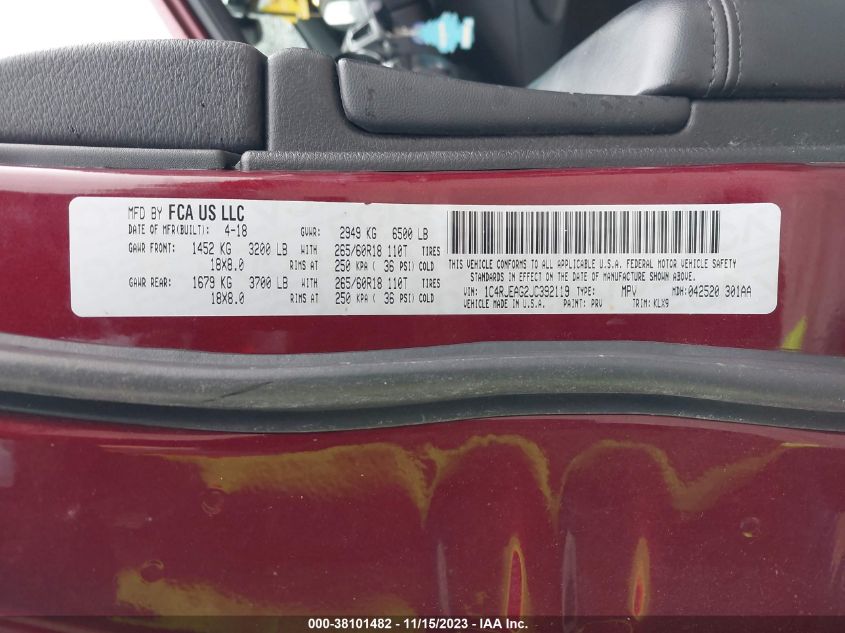 MFD BY FCA US LLC
DATE OF MFR(BUILT): 4-18 GVWR: 2949 KG 6500 LB
GAWR FRONT: 1452 KG 3200 LB WITH 265/60R18 110T TIRES
18X8.0 RIMS AT 250 KPA ( 36 PSI) COLD
GAWR REAR: 1679 KG 3700 LB WITH 265/60R18 110T TIRES
18X8.0 RIMS AT 250 KPA ( 36 PSI) COLD
THIS VEHICLE CONFORMS TO ALL APPLICABLE U.S.A. FEDERAL MOTOR VEHICLE SAFETY
STANDARDS IN EFFECT ON THE DATE OF MANUFACTURE SHOWN ABOVE.
VIN: 1C4RJEAG2JC392119 TYPE: MPV MDH: 042520 301AA
VEHICLE MADE IN U.S.A. PAINT: PRV TRIM: KLX9
000-38101482 - 11/15/2023 - IAA Inc.